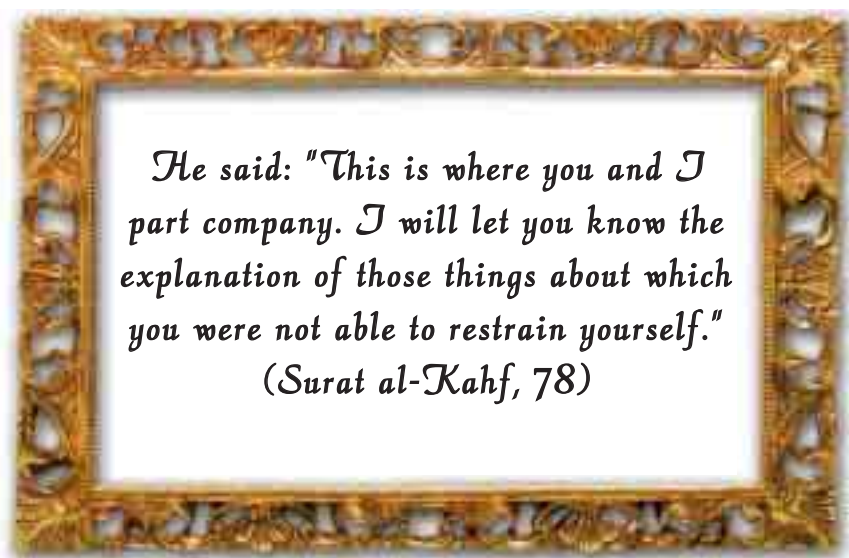 He said: "This is where you and I
part company. I will let you know the
explanation of those things about which
you were not able to restrain yourself."
(Surat al-Kahf, 78)